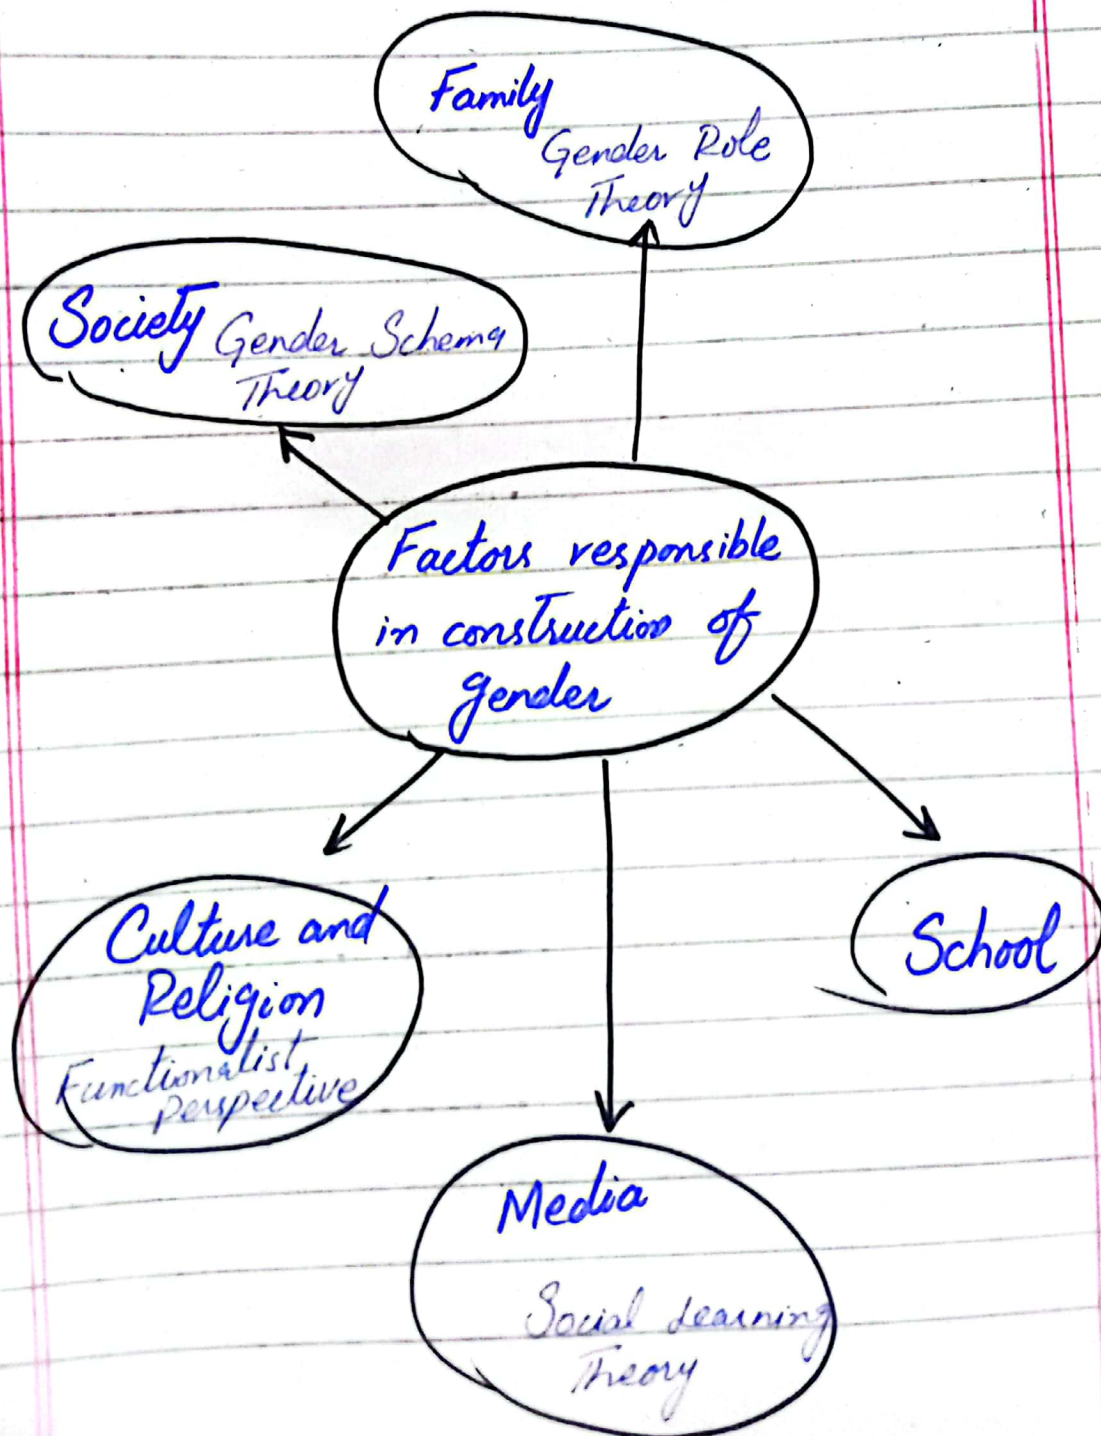 Family
Gender Role
Theory
Society Gender Schema
Theory
Factors responsible
in construction of
gender
Culture and
Religion
Functionalist
perspective
School
Media
Social Learning
Theory